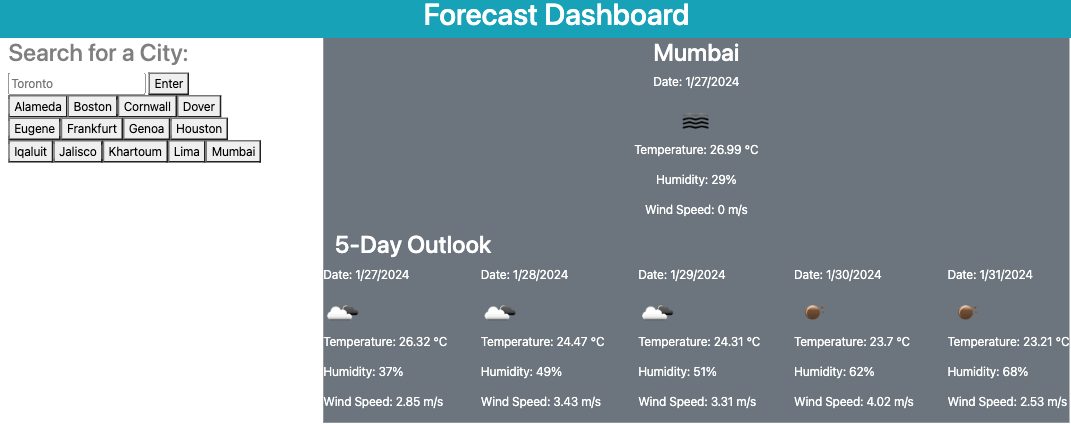 Forecast Dashboard
Search for a City:
Toronto Enter
Alameda Boston Cornwall Dover
Eugene Frankfurt Genoa Houston
Iqaluit Jalisco Khartoum Lima Mumbai
Mumbai
Date: 1/27/2024
Temperature: 26.99 °C
Humidity: 29%
Wind Speed: 0 m/s
5-Day Outlook
Date: 1/27/2024 Date: 1/28/2024 Date: 1/29/2024 Date: 1/30/2024 Date: 1/31/2024
Temperature: 26.32 °C Temperature: 24.47 °C Temperature: 24.31 °C Temperature: 23.7 °C Temperature: 23.21 °C
Humidity: 37% Humidity: 49% Humidity: 51% Humidity: 62% Humidity: 68%
Wind Speed: 2.85 m/s Wind Speed: 3.43 m/s Wind Speed: 3.31 m/s Wind Speed: 4.02 m/s Wind Speed: 2.53 m/s